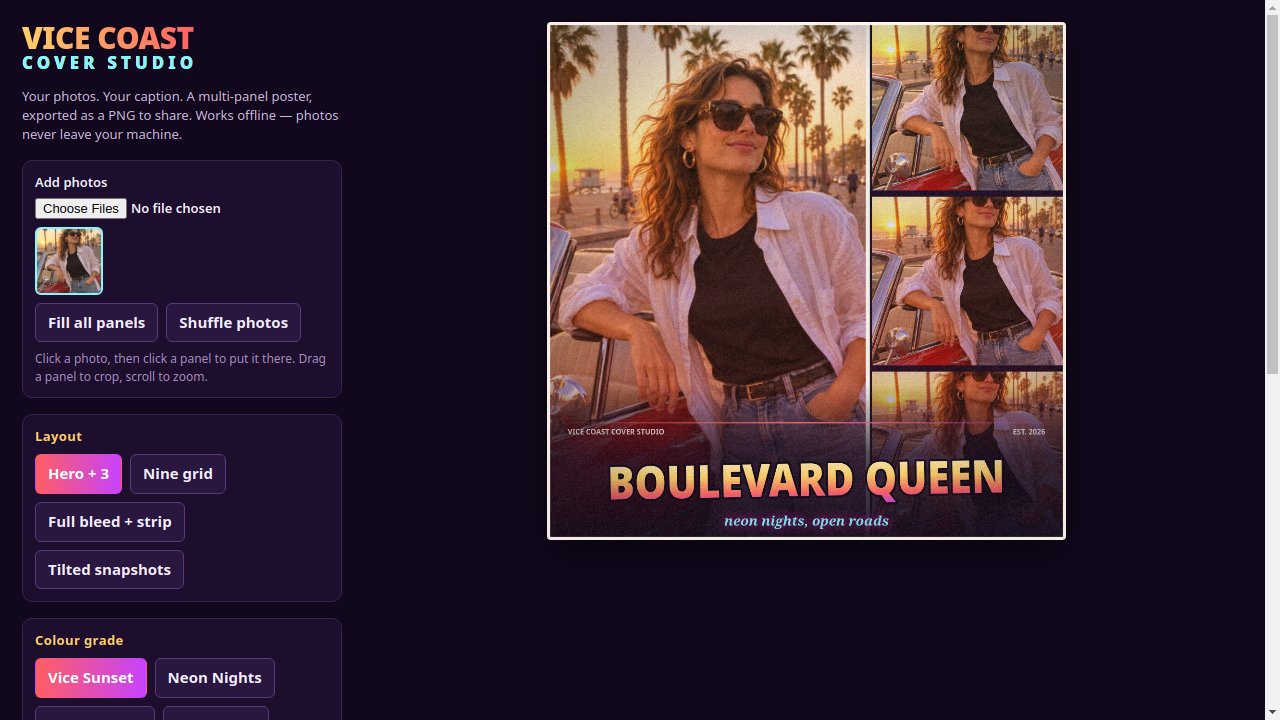 VICE COAST
COVER STUDIO
Your photos. Your caption. A multi-panel poster,
exported as a PNG to share. Works offline — photos
never leave your machine.
Add photos
Choose Files No file chosen
Fill all panels
Shuffle photos
Click a photo, then click a panel to put it there. Drag
a panel to crop, scroll to zoom.
Layout
Hero + 3
Nine grid
Full bleed + strip
Tilted snapshots
Colour grade
Vice Sunset
Neon Nights
VICE COAST COVER STUDIO
EST. 2026
BOULEVARD QUEEN
neon nights, open roads